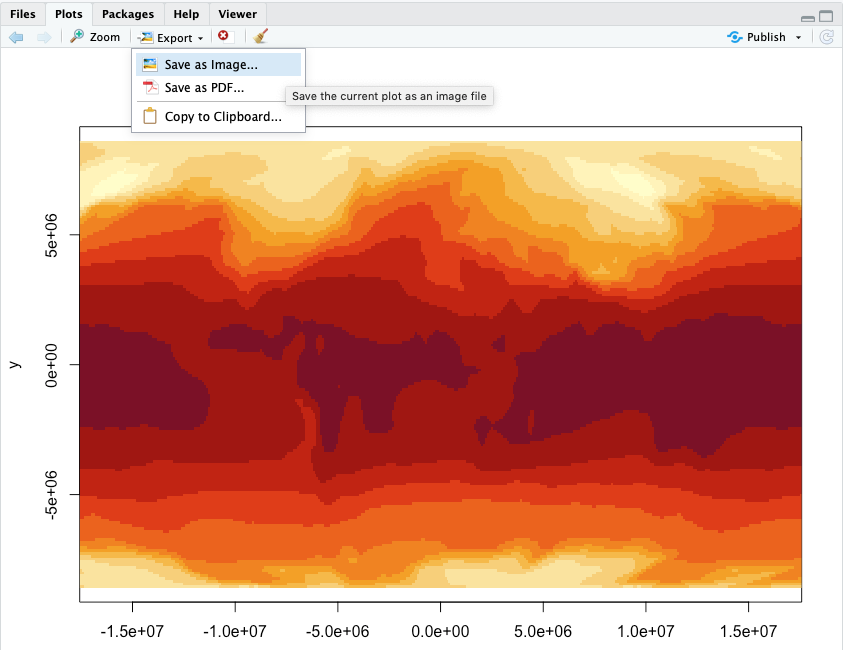 Files Plots Packages Help Viewer
Zoom Export Publish
Save as Image...
Save as PDF...
Save the current plot as an image file
Copy to Clipboard...
y
5e+06
0e+00
-5e+06
-1.5e+07 -1.0e+07 -5.0e+06 0.0e+00 5.0e+06 1.0e+07 1.5e+07